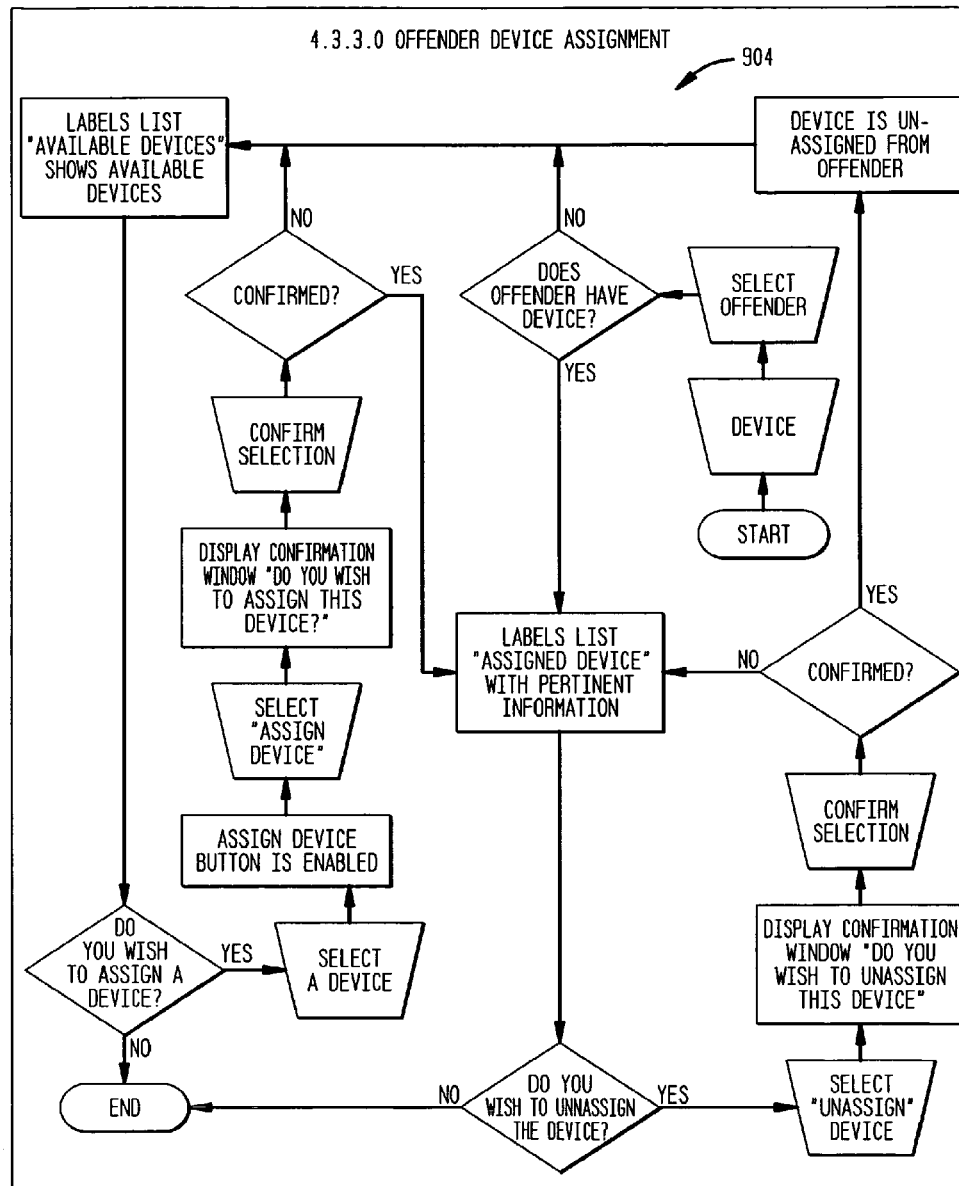 4.3.3.0 OFFENDER DEVICE ASSIGNMENT
904
LABELS LIST
"AVAILABLE DEVICES"
SHOWS AVAILABLE
DEVICES
DEVICE IS UN-
ASSIGNED FROM
OFFENDER
NO
CONFIRMED?
YES
NO
DOES
OFFENDER HAVE
DEVICE?
YES
SELECT
OFFENDER
DEVICE
START
CONFIRM
SELECTION
DISPLAY CONFIRMATION
WINDOW "DO YOU WISH
TO ASSIGN THIS
DEVICE?"
SELECT
"ASSIGN
DEVICE"
ASSIGN DEVICE
BUTTON IS ENABLED
SELECT
A DEVICE
DO
YOU WISH
TO ASSIGN A
DEVICE?
YES
NO
END
LABELS LIST
"ASSIGNED DEVICE"
WITH PERTINENT
INFORMATION
NO
YES
CONFIRMED?
CONFIRM
SELECTION
DISPLAY CONFIRMATION
WINDOW "DO YOU
WISH TO UNASSIGN
THIS DEVICE"
SELECT
"UNASSIGN"
DEVICE
NO
DO YOU
WISH TO UNNASSIGN
THE DEVICE?
YES